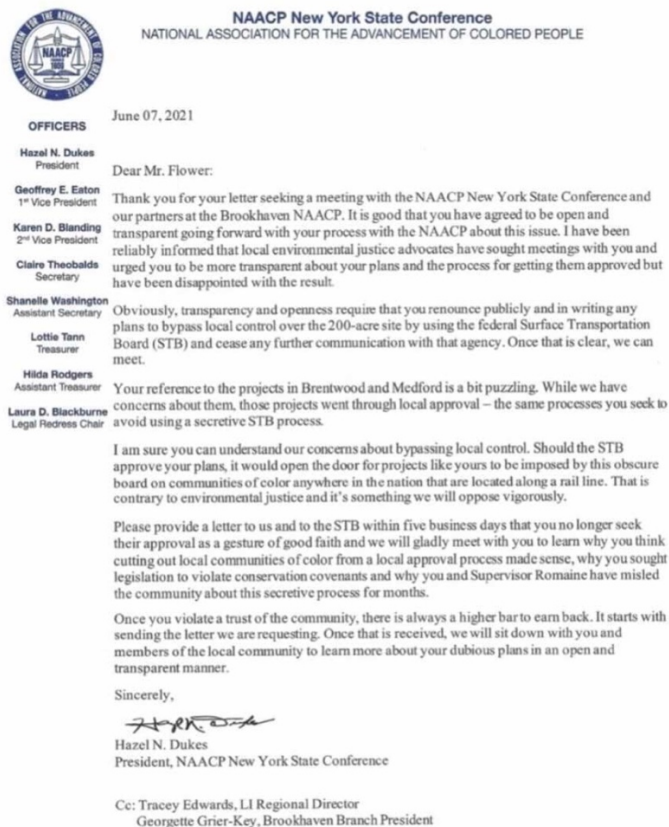 NAACP New York State Conference
NATIONAL ASSOCIATION FOR THE ADVANCEMENT OF COLORED PEOPLE
NAACP
OFFICERS
Hazel N. Dukes
President
Geoffrey E. Eaton
1st Vice President
Karen D. Blanding
2nd Vice President
Claire Theobalds
Secretary
Shanelle Washington
Assistant Secretary
Lottie Tann
Treasurer
Hilda Rodgers
Assistant Treasurer
Laura D. Blackburne
Legal Redress Chair
June 07, 2021
Dear Mr. Flower:
Thank you for your letter seeking a meeting with the NAACP New York State Conference and
our partners at the Brookhaven NAACP. It is good that you have agreed to be open and
transparent going forward with your process with the NAACP about this issue. I have been
reliably informed that local environmental justice advocates have sought meetings with you and
urged you to be more transparent about your plans and the process for getting them approved but
have been disappointed with the result.
Obviously, transparency and openness require that you renounce publicly and in writing any
plans to bypass local control over the 200-acre site by using the federal Surface Transportation
Board (STB) and cease any further communication with that agency. Once that is clear, we can
meet.
Your reference to the projects in Brentwood and Medford is a bit puzzling. While we have
concerns about them, those projects went through local approval – the same processes you seek to
avoid using a secretive STB process.
I am sure you can understand our concerns about bypassing local control. Should the STB
approve your plans, it would open the door for projects like yours to be imposed by this obscure
board on communities of color anywhere in the nation that are located along a rail line. That is
contrary to environmental justice and it's something we will oppose vigorously.
Please provide a letter to us and to the STB within five business days that you no longer seek
their approval as a gesture of good faith and we will gladly meet with you to learn why you think
cutting out local communities of color from a local approval process made sense, why you sought
legislation to violate conservation covenants and why you and Supervisor Romaine have misled
the community about this secretive process for months.
Once you violate a trust of the community, there is always a higher bar to earn back. It starts with
sending the letter we are requesting. Once that is received, we will sit down with you and
members of the local community to learn more about your dubious plans in an open and
transparent manner.
Sincerely,
Hazel N. Dukes
President, NAACP New York State Conference
Cc: Tracey Edwards, LI Regional Director
Georgette Grier-Key, Brookhaven Branch President